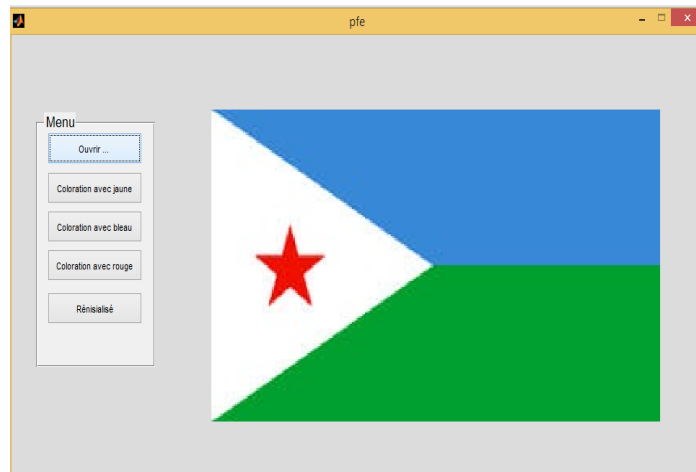 pfe
Menu
Ouvrir ...
Coloration avec jaune
Coloration avec bleau
Coloration avec rouge
Rénisialisé